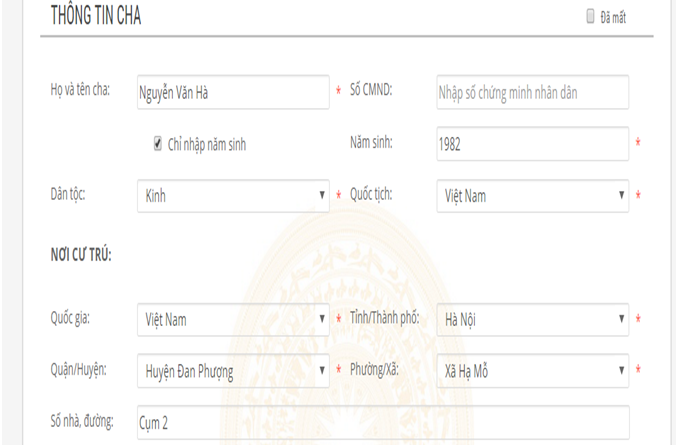 THÔNG TIN CHA
Đã mất
Họ và tên cha: Nguyễn Văn Hà * Số CMND: Nhập số chứng minh nhân dân
Chỉ nhập năm sinh Năm sinh: 1982 *
Dân tộc: Kinh * Quốc tịch: Việt Nam *
NƠI CƯ TRÚ:
Quốc gia: Việt Nam * Tỉnh/Thành phố: Hà Nội *
Quận/Huyện: Huyện Đan Phượng * Phường/Xã: Xã Hạ Mỗ *
Số nhà, đường: Cụm 2